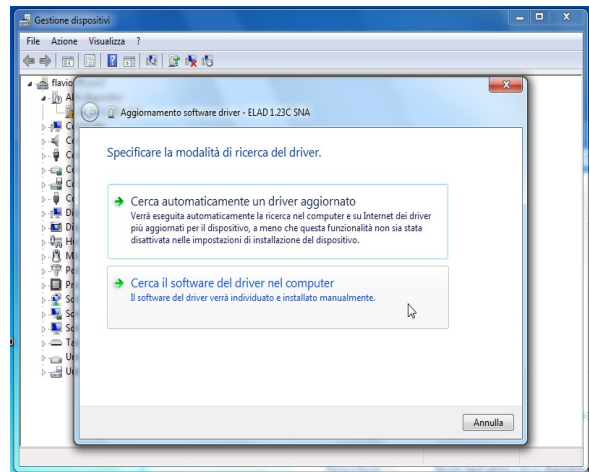 Gestione dispositivi
File Azione Visualizza ?
flavio
Aggiornamento software driver - ELAD 1.23C SNA
Specificare la modalità di ricerca del driver.
Cerca automaticamente un driver aggiornato
Verrà eseguita automaticamente la ricerca nel computer e su Internet dei driver
più aggiornati per il dispositivo, a meno che questa funzionalità non sia stata
disattivata nelle impostazioni di installazione del dispositivo.
Cerca il software del driver nel computer
Il software del driver verrà individuato e installato manualmente.
Annulla